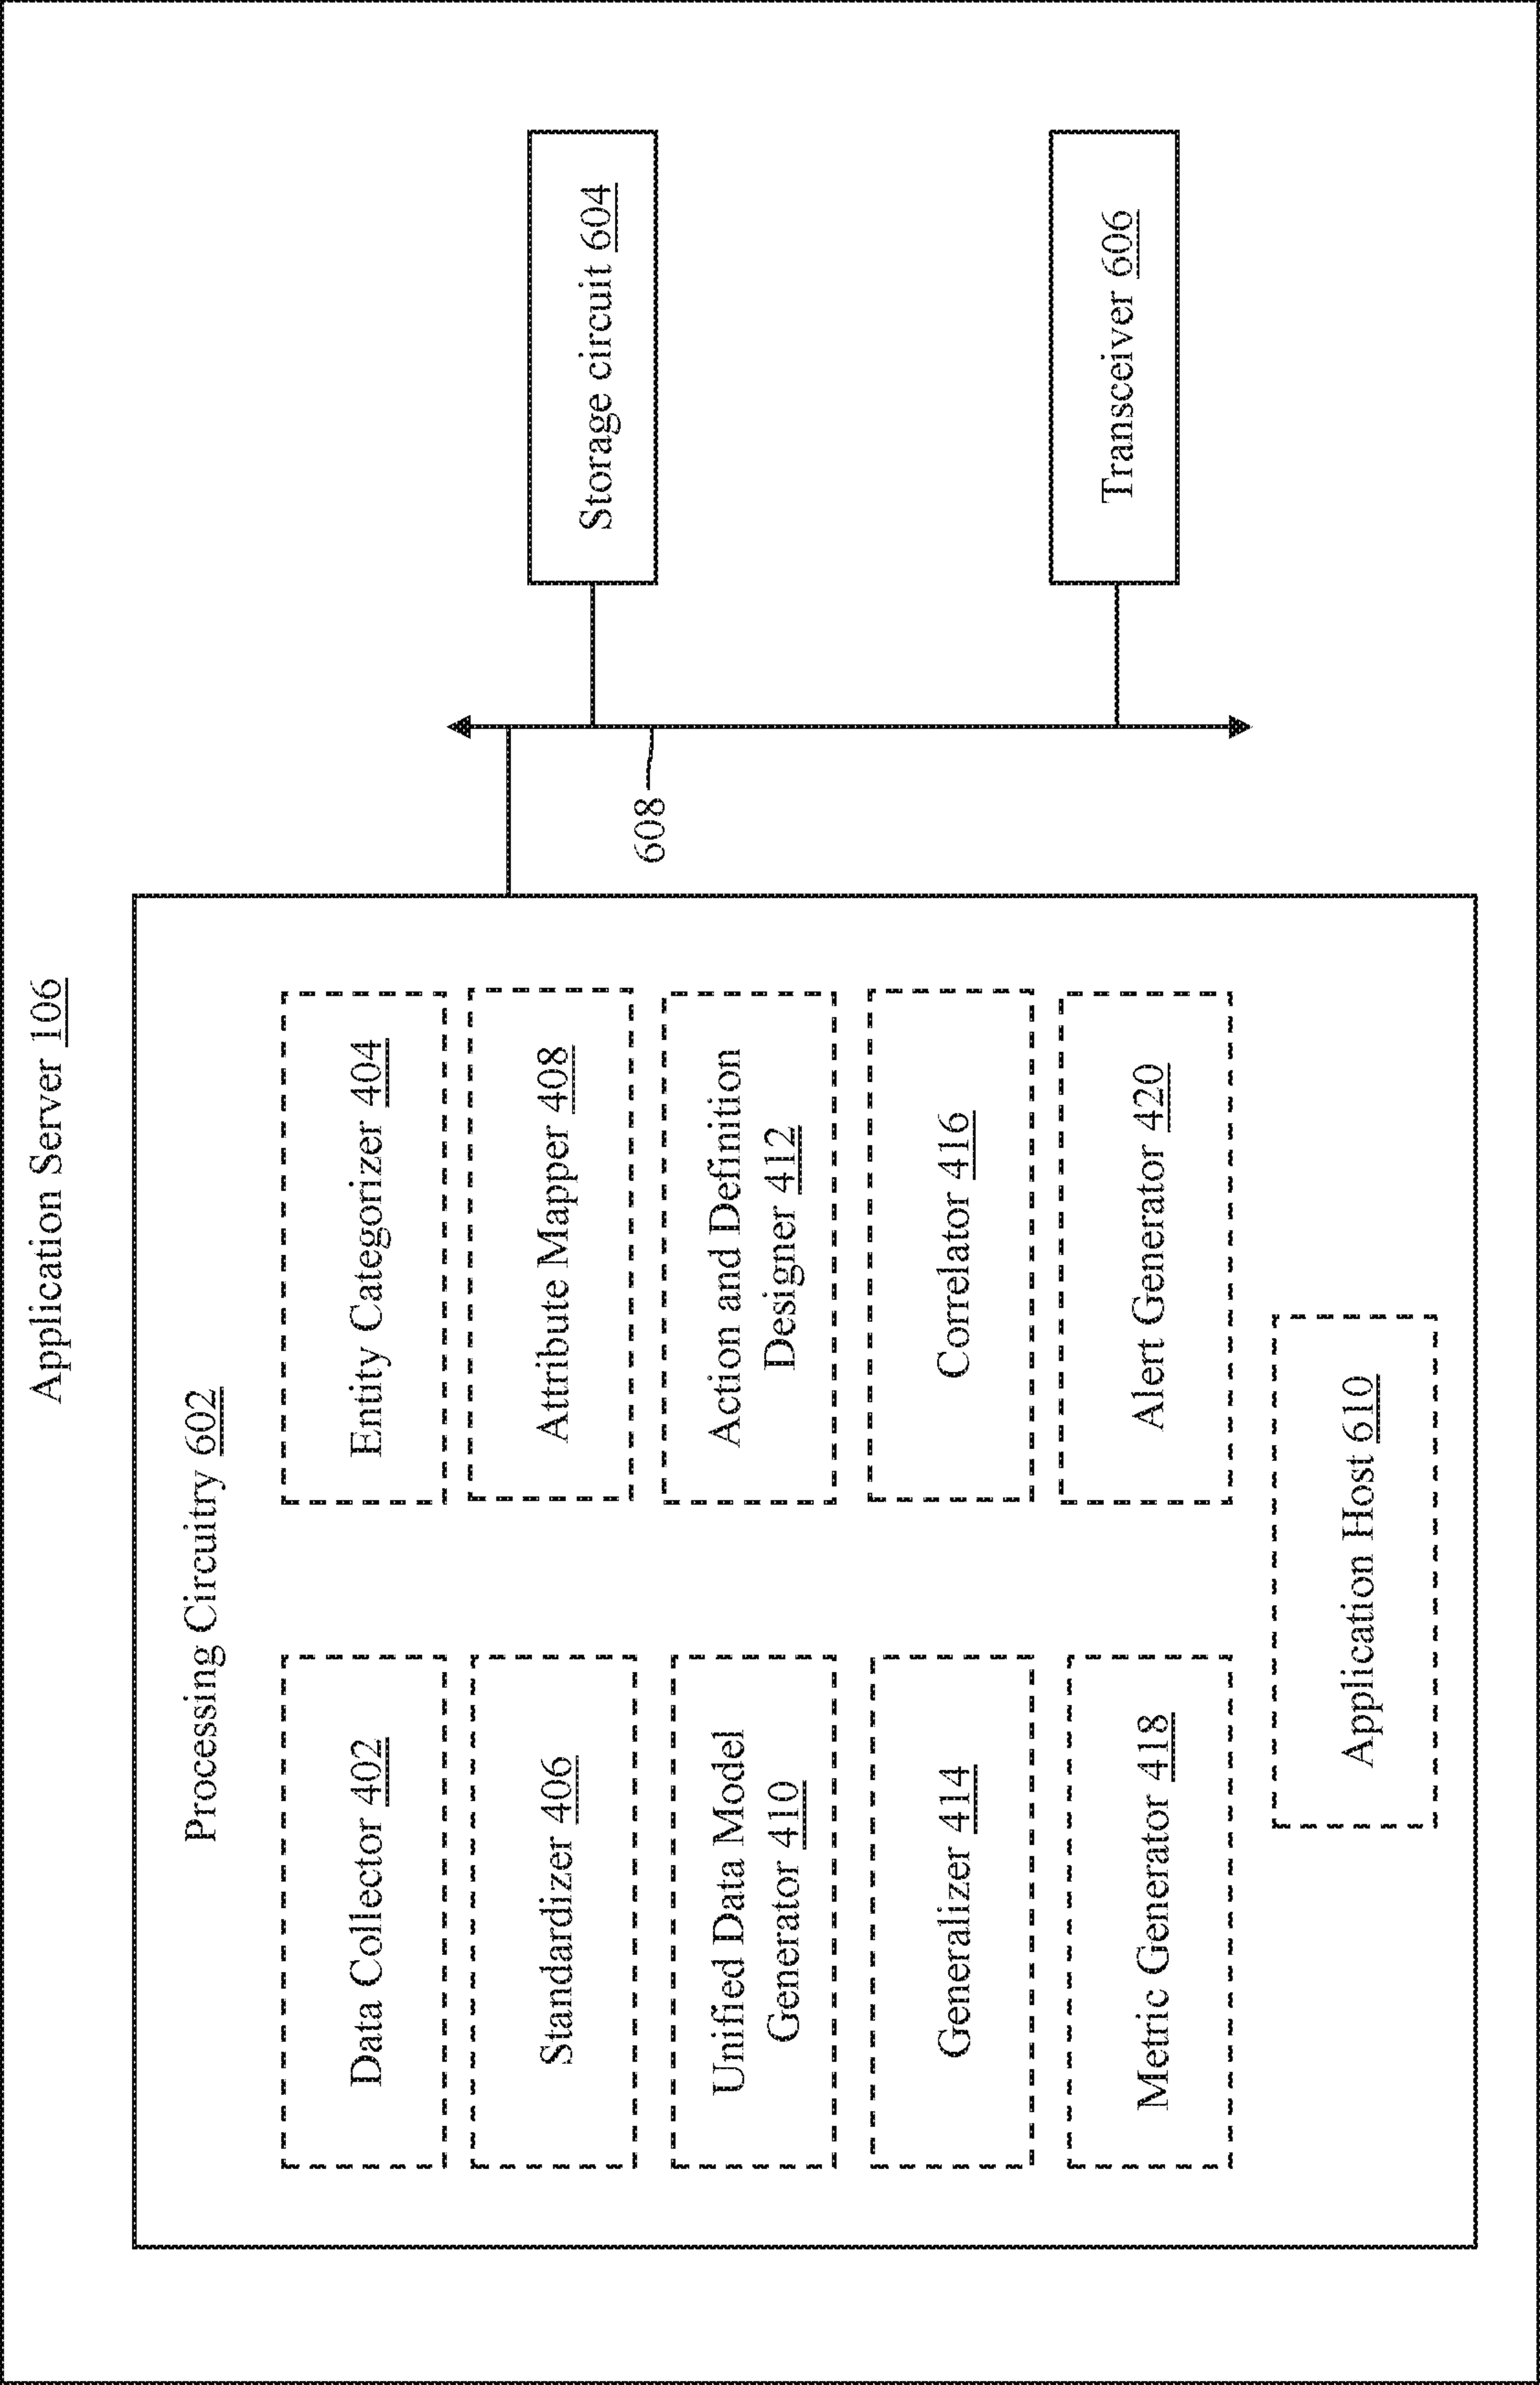 Application Server 106
Processing Circuitry 602
Data Collector 402
Entity Categorizer 404
Standardizer 406
Attribute Mapper 408
Unified Data Model
Generator 410
Action and Definition
Designer 412
Generalizer 414
Correlator 416
Metric Generator 418
Alert Generator 420
Application Host 610
608
Storage circuit 604
Transceiver 606